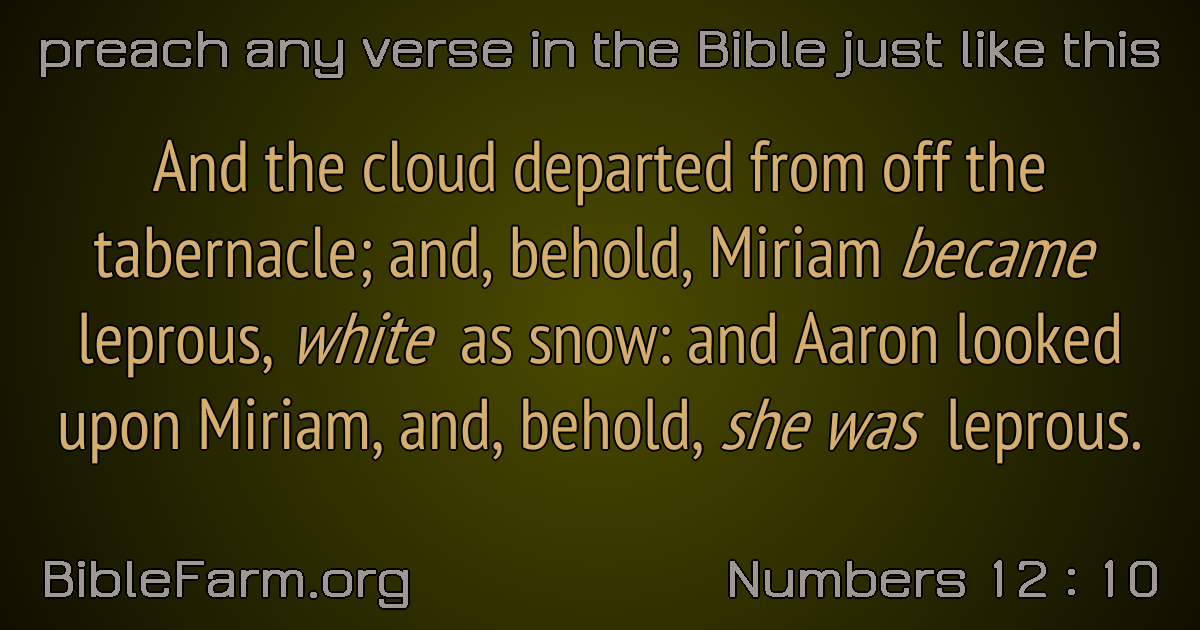 preach any verse in the Bible just like this
And the cloud departed from off the
tabernacle; and, behold, Miriam became
leprous, white as snow: and Aaron looked
upon Miriam, and, behold, she was leprous.
BibleFarm.org
Numbers 12 : 10